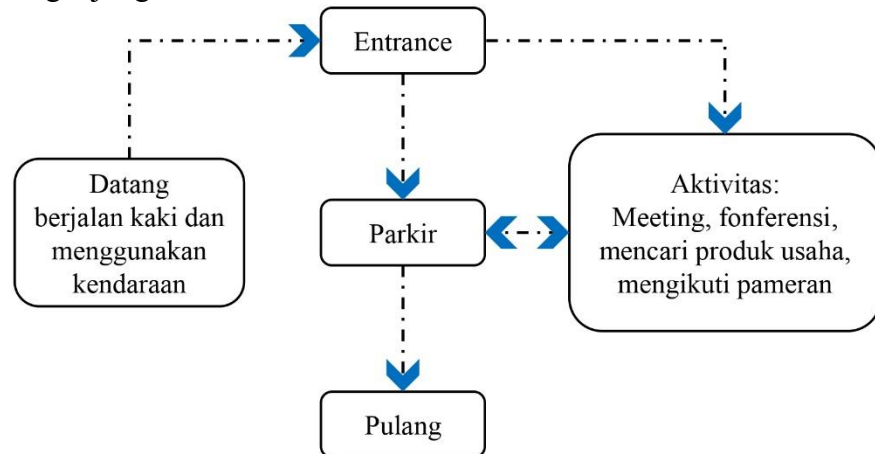 Entrance
Datang
berjalan kaki dan
menggunakan
kendaraan
Parkir
Aktivitas:
Meeting, fonferensi,
mencari produk usaha,
mengikuti pameran
Pulang